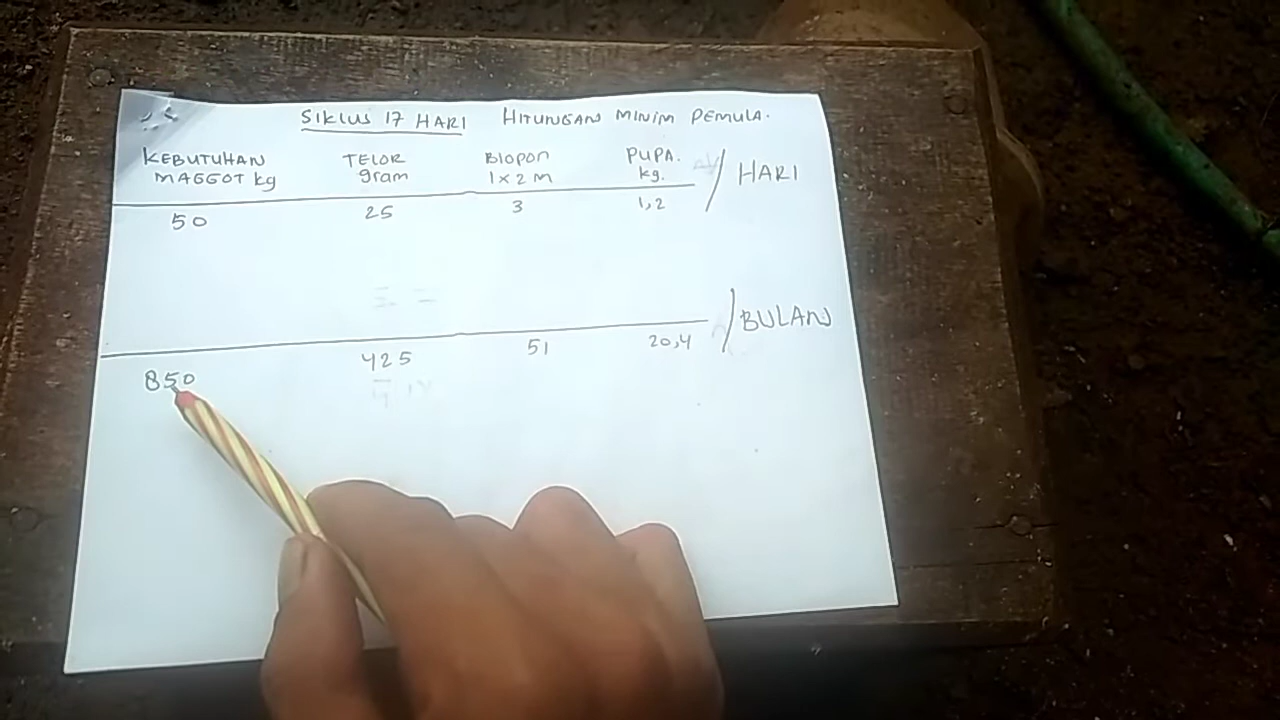 SIKLUS 17 HARI HITUNGAN MINIM PEMULA.
KEBUTUHAN TELOR BIOPON PUPA.
MAGGOT kg gram 1x2 M kg. / HARI
50 25 3 1,2
/ BULAN
850 425 51 20,4